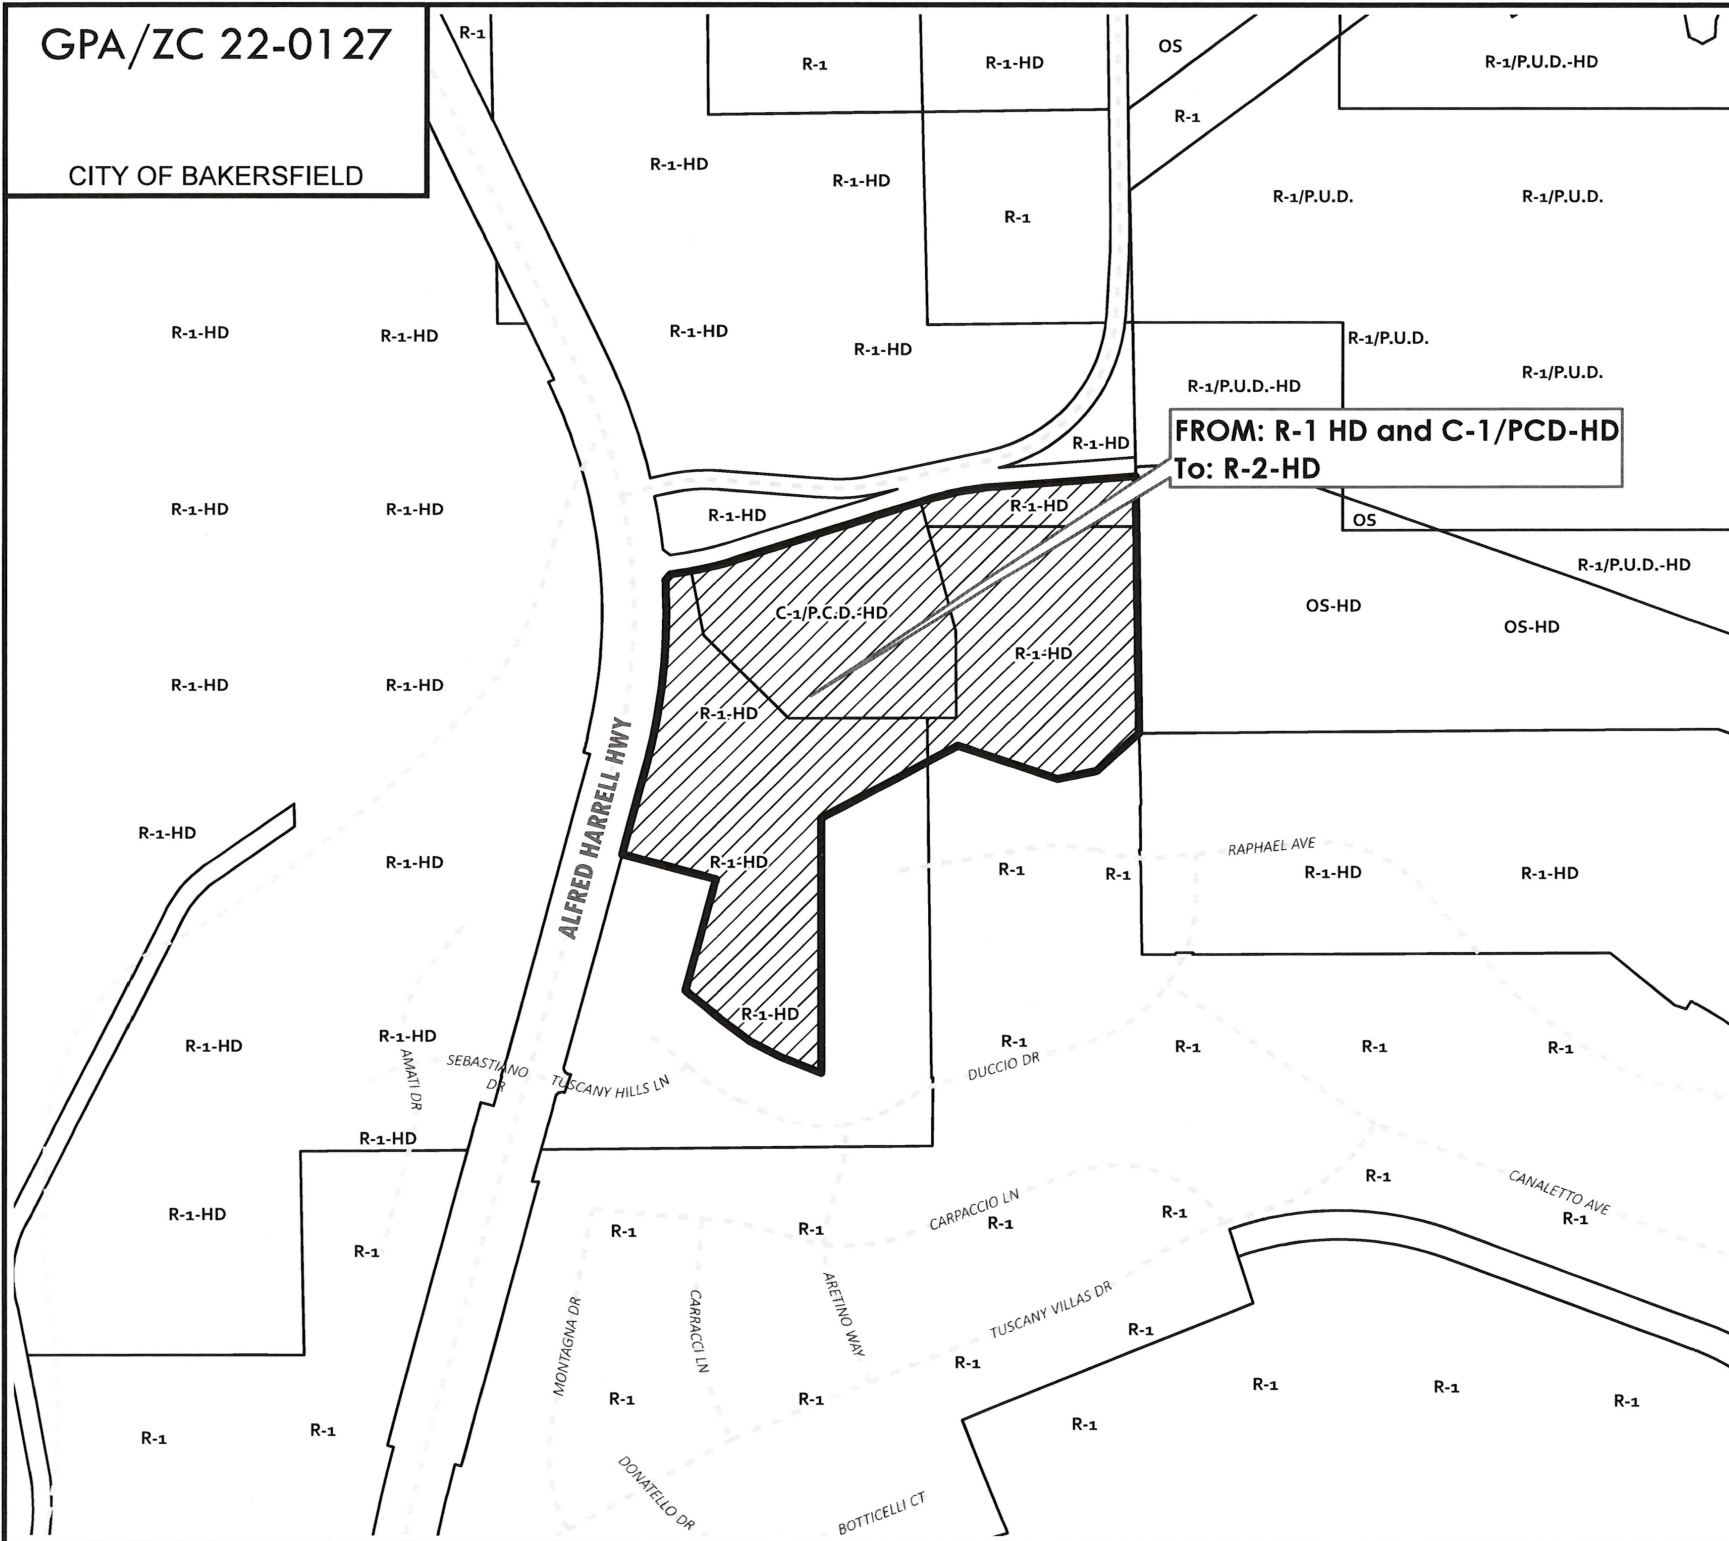 GPA/ZC 22-0127
CITY OF BAKERSFIELD
R-1
R-1
R-1-HD
OS
R-1/P.U.D.-HD
R-1
R-1-HD
R-1-HD
R-1
R-1/P.U.D.
R-1/P.U.D.
R-1-HD
R-1-HD
R-1-HD
R-1-HD
R-1/P.U.D.
R-1/P.U.D.-HD
R-1/P.U.D.
R-1-HD
FROM: R-1 HD and C-1/PCD-HD
To: R-2-HD
R-1-HD
R-1-HD
R-1-HD
R-1-HD
OS
R-1/P.U.D.-HD
C-1/P.C.D.-HD
OS-HD
OS-HD
R-1-HD
R-1-HD
R-1-HD
R-1-HD
ALFRED HARRELL HWY
R-1-HD
R-1-HD
R-1-HD
R-1
R-1
RAPHAEL AVE
R-1-HD
R-1-HD
R-1-HD
R-1-HD
R-1-HD
AMATI DR
SEBASTIANO
DR
TUSCANY HILLS LN
R-1
DUCCIO DR
R-1
R-1
R-1
R-1-HD
R-1-HD
R-1
R-1
R-1
CARPACCIO LN
R-1
R-1
R-1
CANALETTO AVE
R-1
MONTAGNA DR
CARRACCI LN
ARETINO WAY
TUSCANY VILLAS DR
R-1
R-1
R-1
R-1
R-1
R-1
R-1
R-1
R-1
R-1
R-1
DONATELLO DR
BOTTICELLI CT